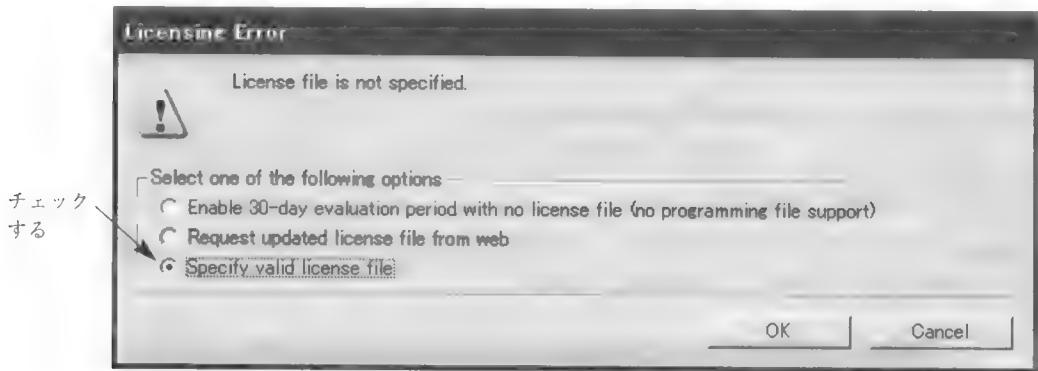 Licensing Error
License file is not specified.
Select one of the following options
Enable 30-day evaluation period with no license file (no programming file support)
Request updated license file from web
Specify valid license file
チェック
する
OK
Cancel